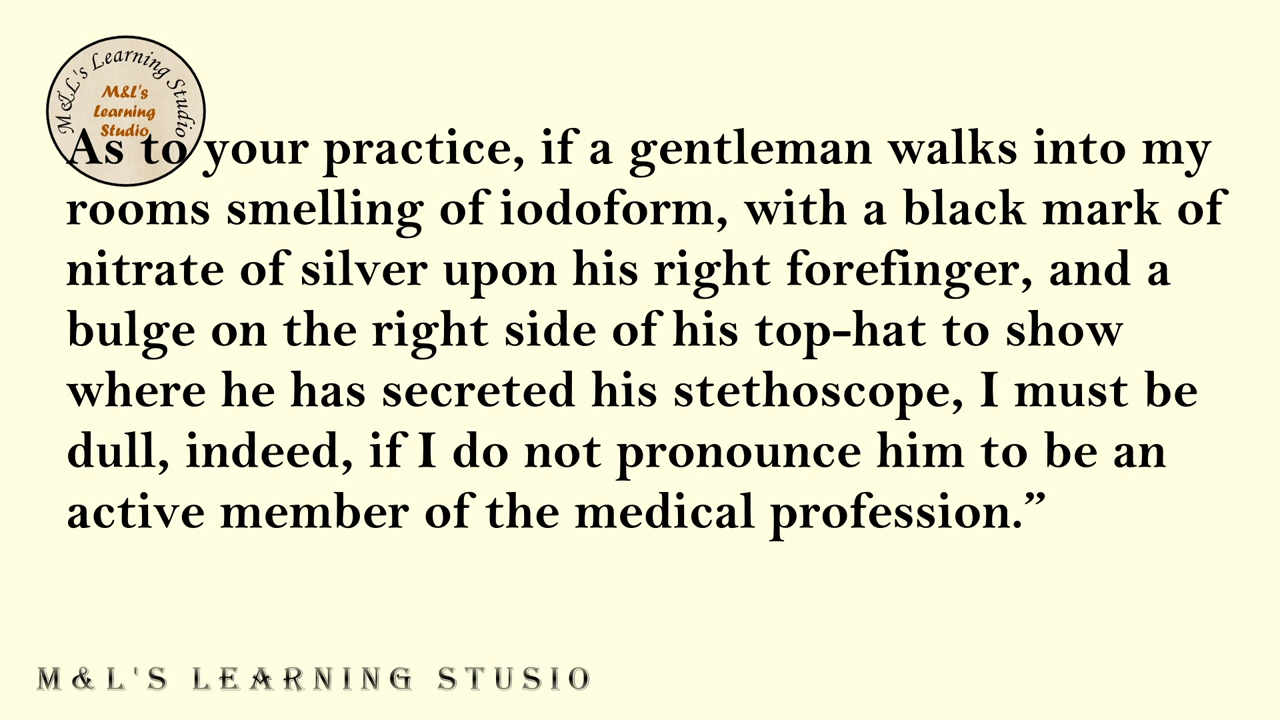 M&L's Learning Studio
M&L's
Learning
Studio
As to your practice, if a gentleman walks into my
rooms smelling of iodoform, with a black mark of
nitrate of silver upon his right forefinger, and a
bulge on the right side of his top-hat to show
where he has secreted his stethoscope, I must be
dull, indeed, if I do not pronounce him to be an
active member of the medical profession.”
M&L'S LEARNING STUSIO